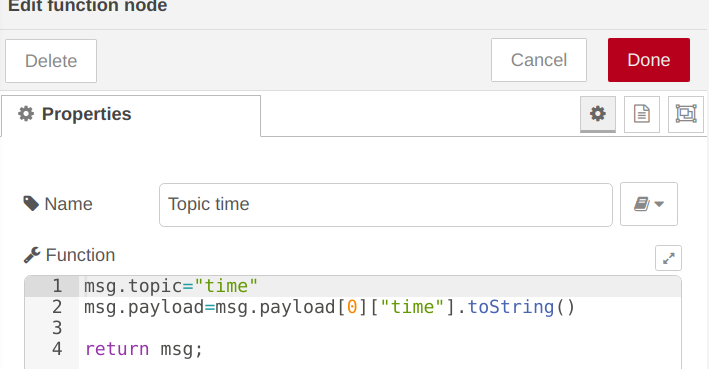 Edit function node
Delete
Cancel
Done
Properties
Name
Topic time
Function
1 msg.topic="time"
2 msg.payload=msg.payload[0]["time"].toString()
3
4 return msg;